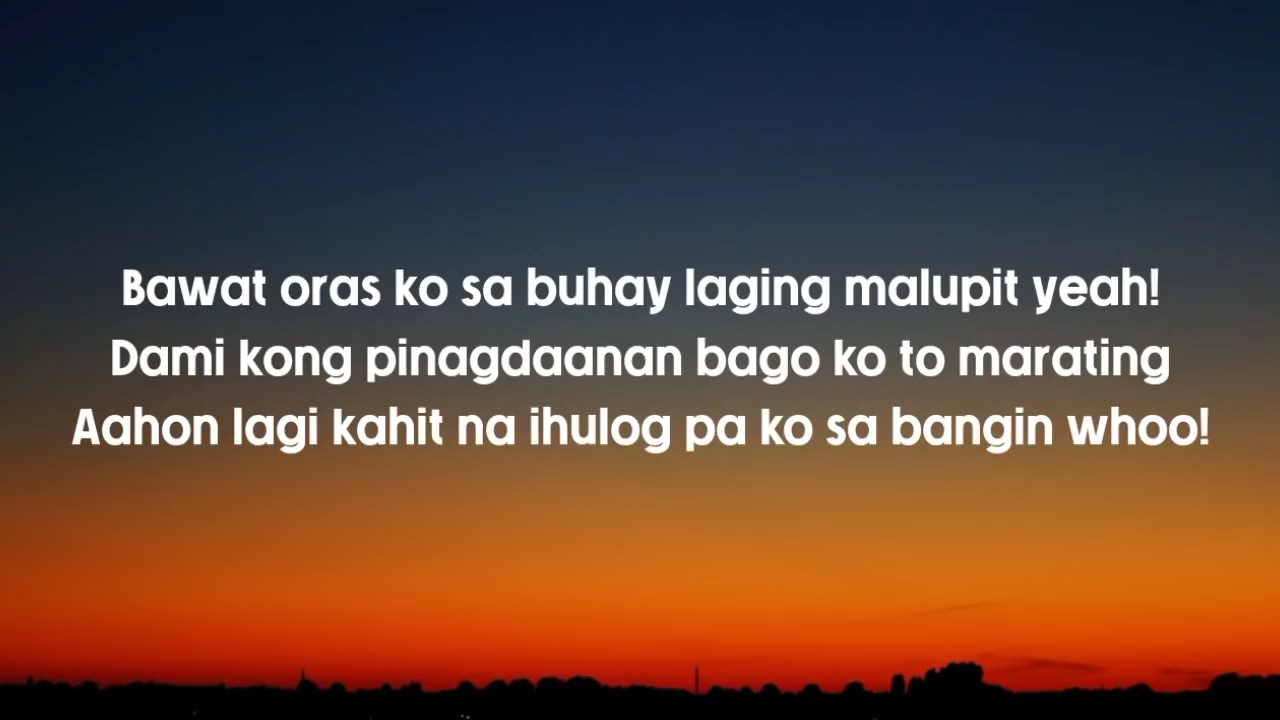 Bawat oras ko sa buhay laging malupit yeah!
Dami kong pinagdaanan bago ko to marating
Aahon lagi kahit na ihulog pa ko sa bangin whoo!